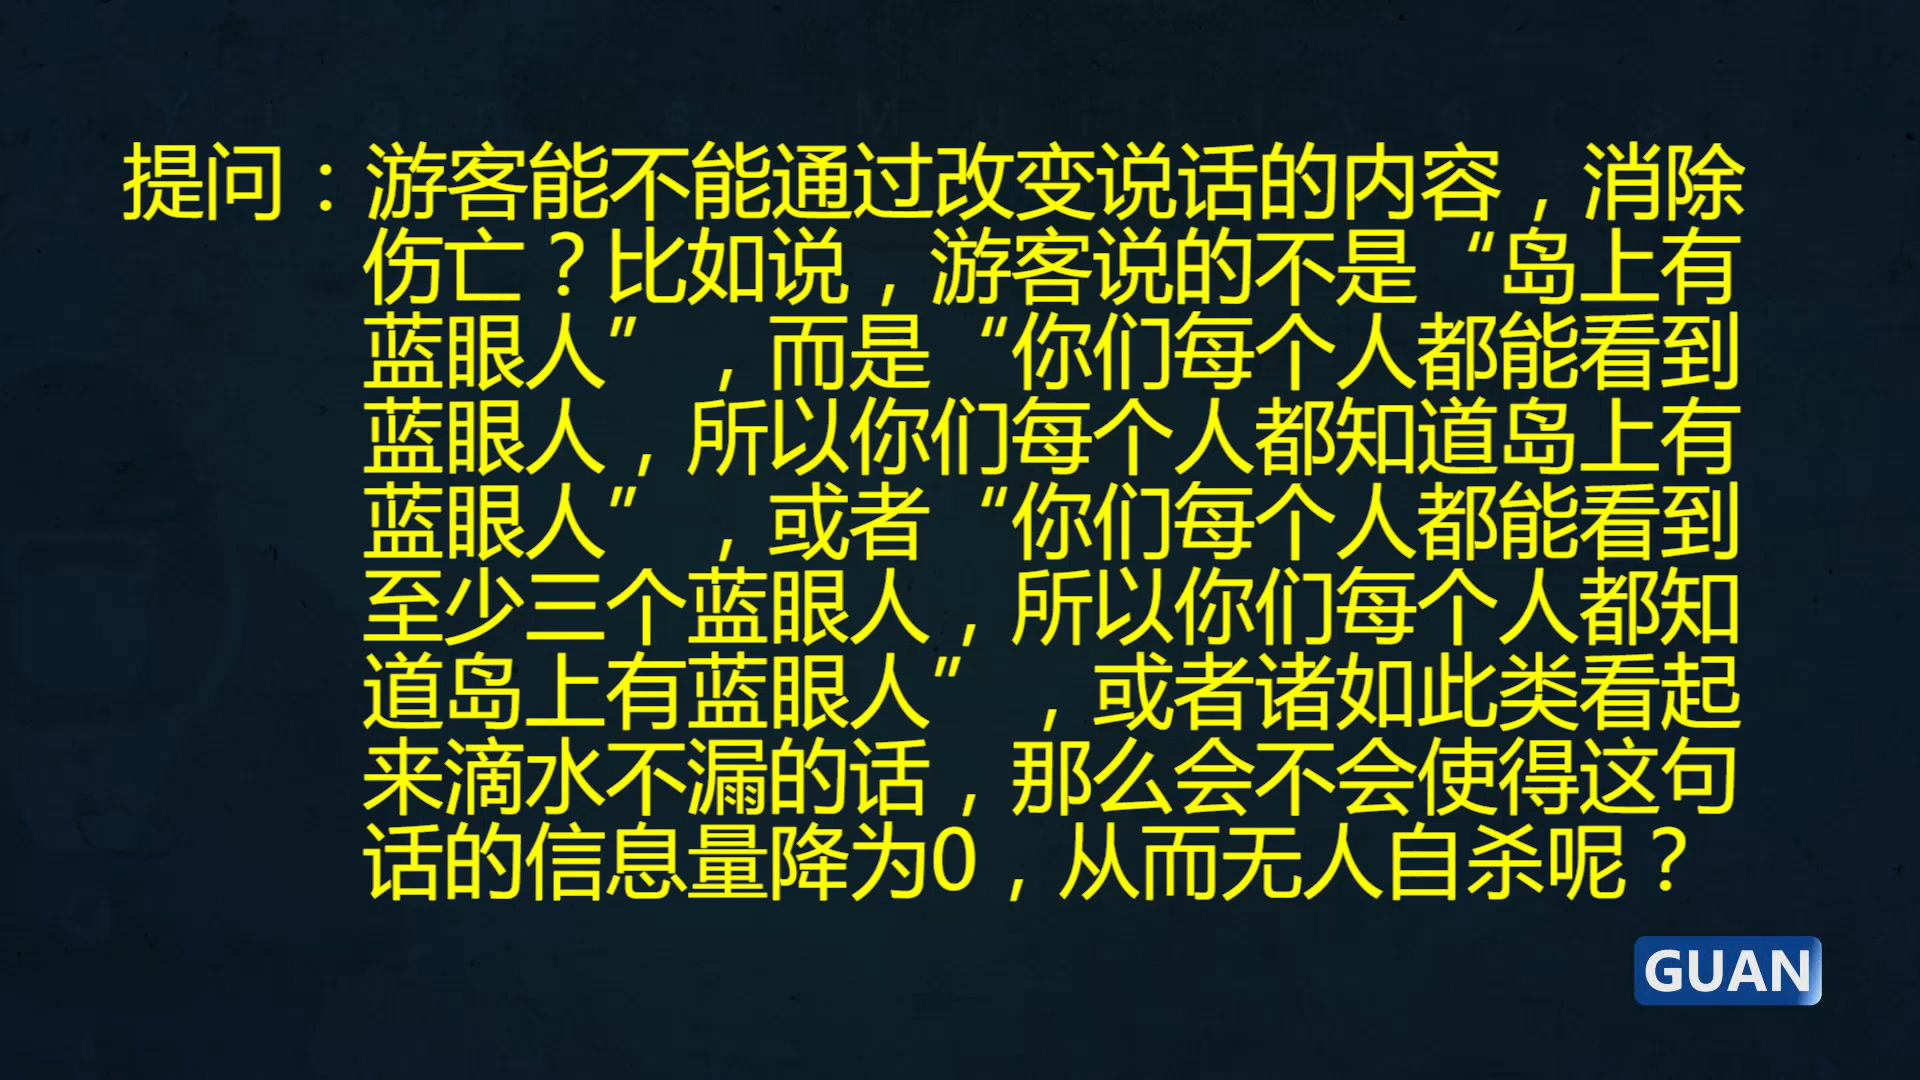 提问：游客能不能通过改变说话的内容，消除
伤亡？比如说，游客说的不是“岛上有
蓝眼人”，而是“你们每个人都能看到
蓝眼人，所以你们每个人都知道岛上有
蓝眼人”，或者“你们每个人都能看到
至少三个蓝眼人，所以你们每个人都知
道岛上有蓝眼人”，或者诸如此类看起
来滴水不漏的话，那么会不会使得这句
话的信息量降为0，从而无人自杀呢？
GUAN